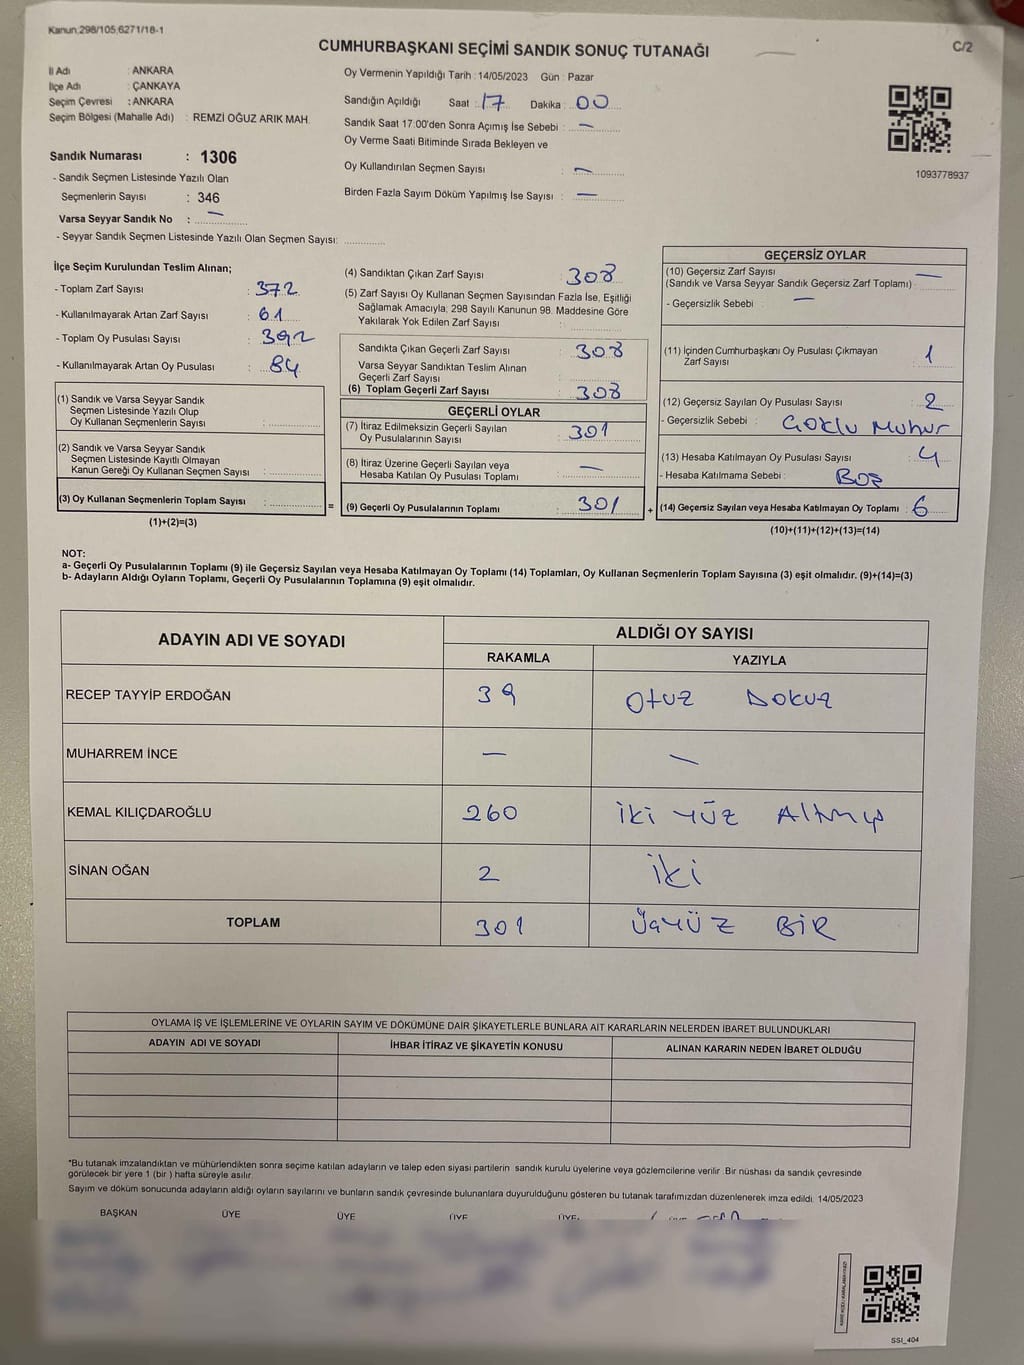 Kanun;298/105;6271/18-1
CUMHURBAŞKANI SEÇİMİ SANDIK SONUÇ TUTANAĞI
C/2
İl Adı : ANKARA
İlçe Adı : ÇANKAYA
Seçim Çevresi : ANKARA
Seçim Bölgesi (Mahalle Adı) : REMZİ OĞUZ ARIK MAH.
Sandık Numarası : 1306
- Sandık Seçmen Listesinde Yazılı Olan
Seçmenlerin Sayısı : 346
Varsa Seyyar Sandık No : —
- Seyyar Sandık Seçmen Listesinde Yazılı Olan Seçmen Sayısı:
Oy Vermenin Yapıldığı Tarih : 14/05/2023 Gün : Pazar
Sandığın Açıldığı Saat : 17 Dakika : 00
Sandık Saat 17:00'den Sonra Açımış İse Sebebi : —
Oy Verme Saati Bitiminde Sırada Bekleyen ve
Oy Kullandırılan Seçmen Sayısı : —
Birden Fazla Sayım Döküm Yapılmış İse Sayısı : —
1093778937
İlçe Seçim Kurulundan Teslim Alınan;
- Toplam Zarf Sayısı : 372
- Kullanılmayarak Artan Zarf Sayısı : 61
- Toplam Oy Pusulası Sayısı : 392
- Kullanılmayarak Artan Oy Pusulası : 84
(1) Sandık ve Varsa Seyyar Sandık
Seçmen Listesinde Yazılı Olup
Oy Kullanan Seçmenlerin Sayısı :
(2) Sandık ve Varsa Seyyar Sandık
Seçmen Listesinde Kayıtlı Olmayan
Kanun Gereği Oy Kullanan Seçmen Sayısı :
(3) Oy Kullanan Seçmenlerin Toplam Sayısı :
(1)+(2)=(3)
=
(4) Sandıktan Çıkan Zarf Sayısı : 308
(5) Zarf Sayısı Oy Kullanan Seçmen Sayısından Fazla İse, Eşitliği
Sağlamak Amacıyla; 298 Sayılı Kanunun 98. Maddesine Göre
Yakılarak Yok Edilen Zarf Sayısı :
Sandıkta Çıkan Geçerli Zarf Sayısı : 308
Varsa Seyyar Sandıktan Teslim Alınan
Geçerli Zarf Sayısı :
(6) Toplam Geçerli Zarf Sayısı : 308
GEÇERLİ OYLAR
(7) İtiraz Edilmeksizin Geçerli Sayılan
Oy Pusulalarının Sayısı : 301
(8) İtiraz Üzerine Geçerli Sayılan veya
Hesaba Katılan Oy Pusulası Toplamı : —
(9) Geçerli Oy Pusulalarının Toplamı : 301
+
GEÇERSİZ OYLAR
(10) Geçersiz Zarf Sayısı —
(Sandık ve Varsa Seyyar Sandık Geçersiz Zarf Toplamı) :
- Geçersizlik Sebebi : —
(11) İçinden Cumhurbaşkanı Oy Pusulası Çıkmayan
Zarf Sayısı : 1
(12) Geçersiz Sayılan Oy Pusulası Sayısı : 2
- Geçersizlik Sebebi : Çoklu Mühür
(13) Hesaba Katılmayan Oy Pusulası Sayısı : 4
- Hesaba Katılmama Sebebi : Boş
(14) Geçersiz Sayılan veya Hesaba Katılmayan Oy Toplamı : 6
(10)+(11)+(12)+(13)=(14)
NOT:
a- Geçerli Oy Pusulalarının Toplamı (9) ile Geçersiz Sayılan veya Hesaba Katılmayan Oy Toplamı (14) Toplamları, Oy Kullanan Seçmenlerin Toplam Sayısına (3) eşit olmalıdır. (9)+(14)=(3)
b- Adayların Aldığı Oyların Toplamı, Geçerli Oy Pusulalarının Toplamına (9) eşit olmalıdır.
ADAYIN ADI VE SOYADI
ALDIĞI OY SAYISI
RAKAMLA YAZIYLA
RECEP TAYYİP ERDOĞAN 39 Otuz Dokuz
MUHARREM İNCE — —
KEMAL KILIÇDAROĞLU 260 İki yüz Altmış
SİNAN OĞAN 2 İki
TOPLAM 301 Üçyüz BİR
OYLAMA İŞ VE İŞLEMLERİNE VE OYLARIN SAYIM VE DÖKÜMÜNE DAİR ŞİKAYETLERLE BUNLARA AİT KARARLARIN NELERDEN İBARET BULUNDUKLARI
ADAYIN ADI VE SOYADI İHBAR İTİRAZ VE ŞİKAYETİN KONUSU ALINAN KARARIN NEDEN İBARET OLDUĞU
*Bu tutanak imzalandıktan ve mühürlendikten sonra seçime katılan adayların ve talep eden siyasi partilerin sandık kurulu üyelerine veya gözlemcilerine verilir. Bir nüshası da sandık çevresinde
görülecek bir yere 1 (bir) hafta süreyle asılır.
Sayım ve döküm sonucunda adayların aldığı oyların sayılarını ve bunların sandık çevresinde bulunanlara duyurulduğunu gösteren bu tutanak tarafımızdan düzenlenerek imza edildi. 14/05/2023
BAŞKAN ÜYE ÜYE ÜYE ÜYE
SSI_404